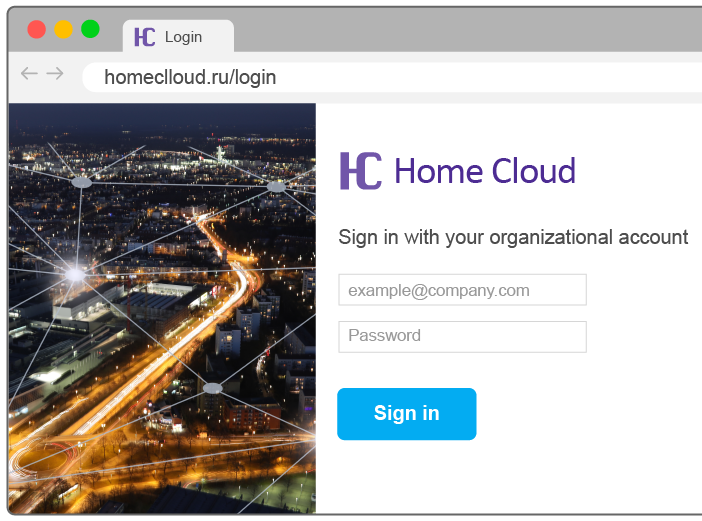 HC Login
homeclloud.ru/login
HC Home Cloud
Sign in with your organizational account
example@company.com
Password
Sign in